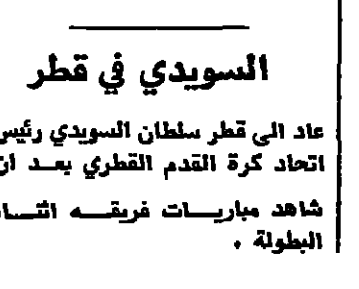 السويدي في قطر
عاد الى قطر سلطان السويدي رئيس
اتحاد كرة القدم القطري بعد ان
شاهد مباريات فريقه اثناء
البطولة .